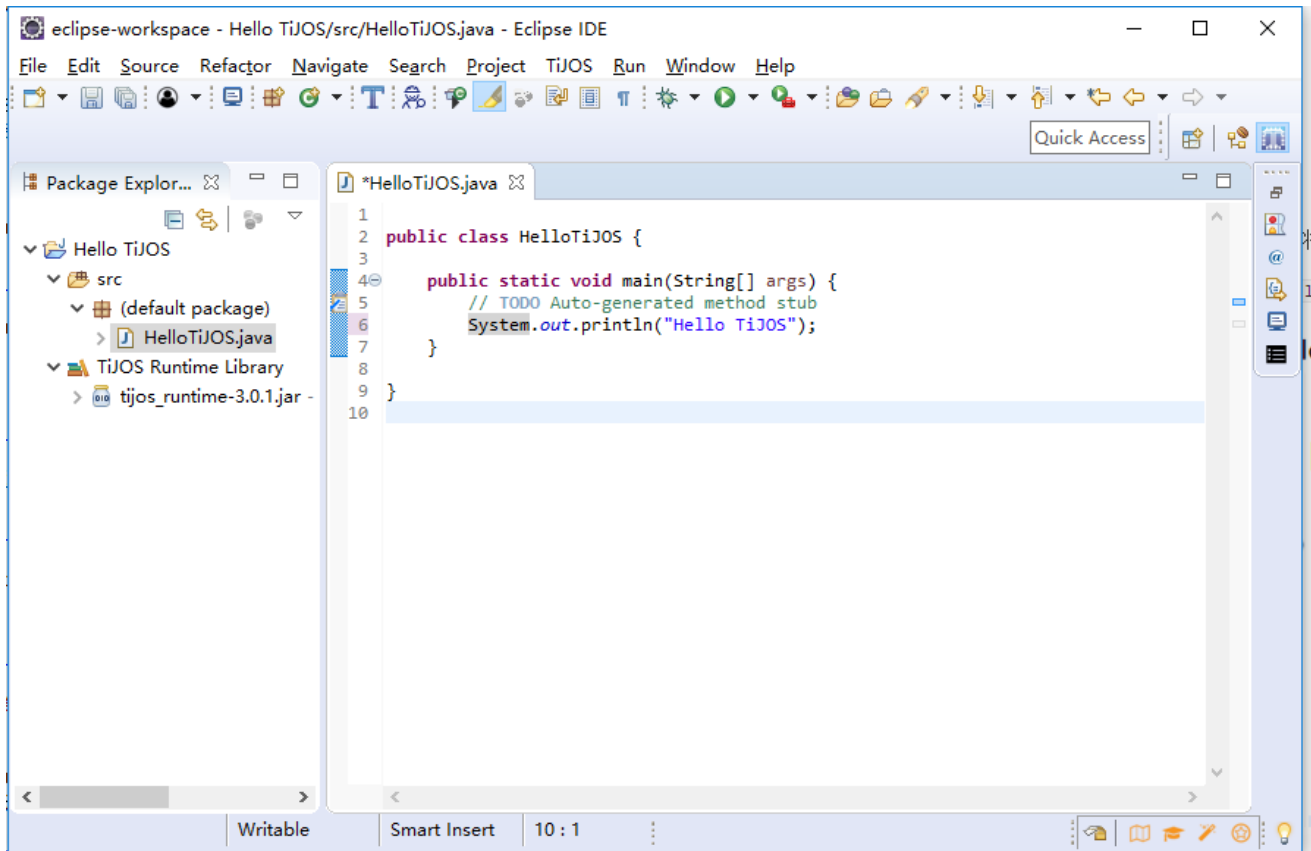 eclipse-workspace - Hello TiJOS/src/HelloTiJOS.java - Eclipse IDE
File Edit Source Refactor Navigate Search Project TiJOS Run Window Help
Quick Access
Package Explor...
*HelloTiJOS.java
Hello TiJOS
src
(default package)
HelloTiJOS.java
TiJOS Runtime Library
tijos_runtime-3.0.1.jar -
1
2 public class HelloTiJOS {
3
4 public static void main(String[] args) {
5 // TODO Auto-generated method stub
6 System.out.println("Hello TiJOS");
7 }
8
9 }
10
Writable
Smart Insert
10 : 1